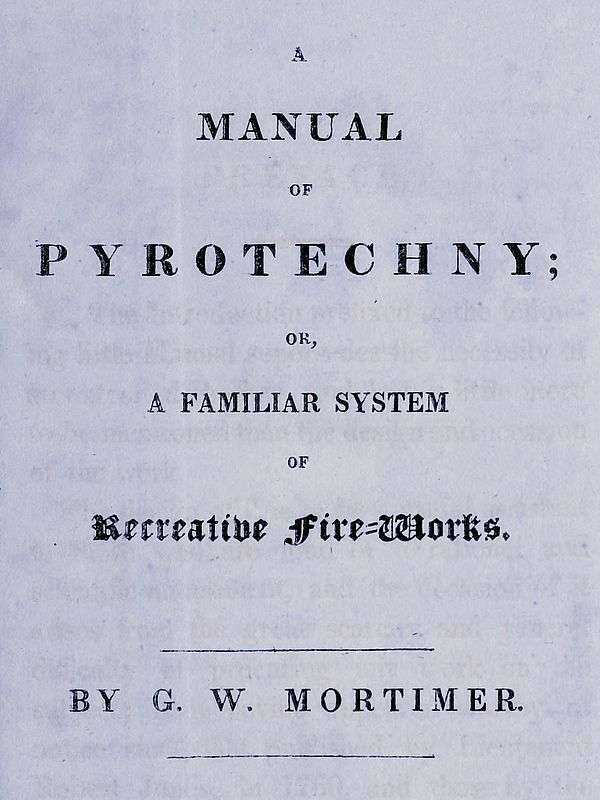 A
MANUAL
OF
PYROTECHNY;
OR,
A FAMILIAR SYSTEM
OF
Recreative Fire=Works.
BY G. W. MORTIMER.